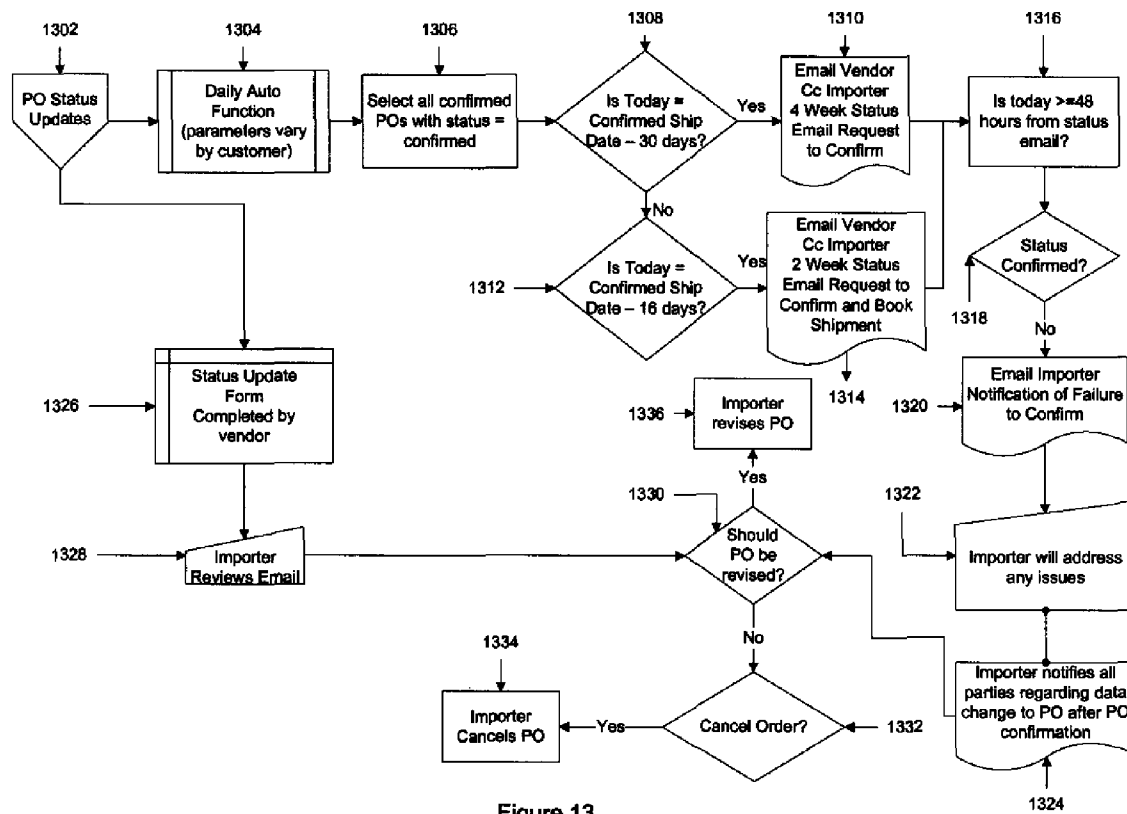 1302
1304
1306
1308
1310
1316
PO Status
Updates
Daily Auto
Function
(parameters vary
by customer)
Select all confirmed
POs with status =
confirmed
Is Today =
Confirmed Ship
Date – 30 days?
Yes
Email Vendor
Cc Importer
4 Week Status
Email Request
to Confirm
Is today >=48
hours from status
email?
No
1312
Is Today =
Confirmed Ship
Date – 16 days?
Yes
Email Vendor
Cc Importer
2 Week Status
Email Request to
Confirm and Book
Shipment
1314
Status
Confirmed?
1318
No
1326
Status Update
Form
Completed by
vendor
1336
Importer
revises PO
1320
Email Importer
Notification of Failure
to Confirm
Yes
1330
1322
1328
Importer
Reviews Email
Should
PO be
revised?
Importer will address
any issues
No
1334
Importer
Cancels PO
Yes
Cancel Order?
1332
Importer notifies all
parties regarding data
change to PO after PO
confirmation
1324
Figure 13